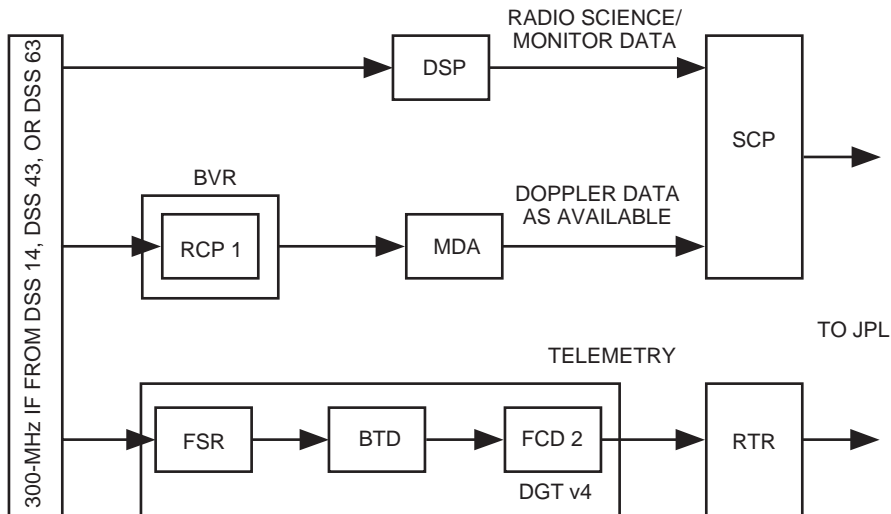 300-MHz IF FROM DSS 14, DSS 43, OR DSS 63
RADIO SCIENCE/
MONITOR DATA
DSP
SCP
BVR
RCP 1
MDA
DOPPLER DATA
AS AVAILABLE
TO JPL
TELEMETRY
FSR
BTD
FCD 2
DGT v4
RTR